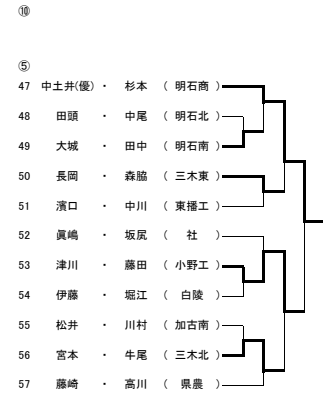 ⑩
⑤
47 中土井(優) ・ 杉本 ( 明石商 )
48 田頭 ・ 中尾 ( 明石北 )
49 大城 ・ 田中 ( 明石南 )
50 長岡 ・ 森脇 ( 三木東 )
51 濱口 ・ 中川 ( 東播工 )
52 眞嶋 ・ 坂尻 ( 社 )
53 津川 ・ 藤田 ( 小野工 )
54 伊藤 ・ 堀江 ( 白陵 )
55 松井 ・ 川村 ( 加古南 )
56 宮本 ・ 牛尾 ( 三木北 )
57 藤崎 ・ 高川 ( 県農 )